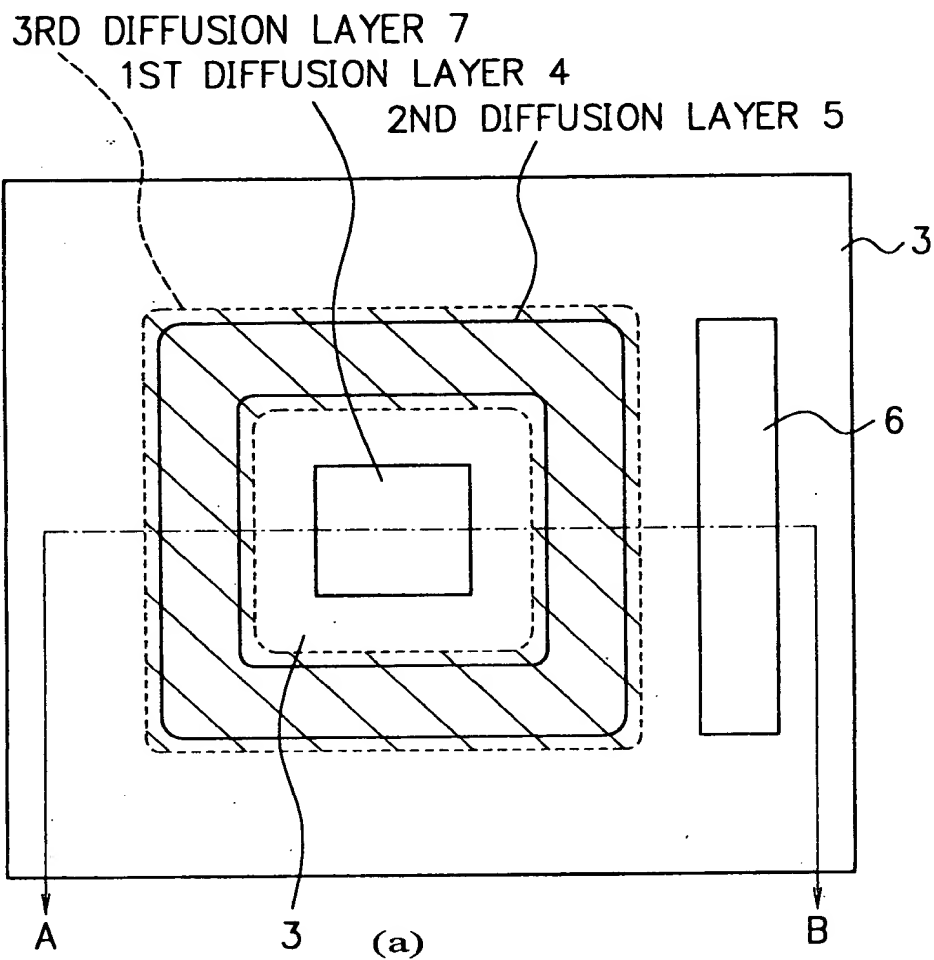 3RD DIFFUSION LAYER 7
1ST DIFFUSION LAYER 4
2ND DIFFUSION LAYER 5
3
6
A
3
(a)
B